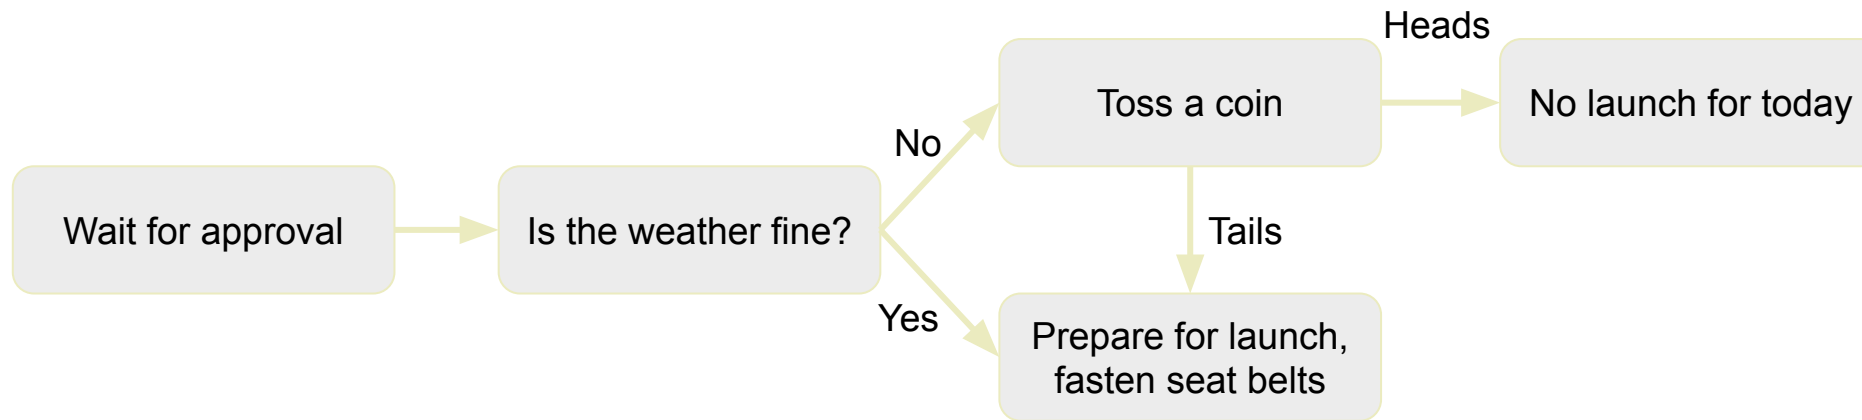 Wait for approval
Is the weather fine?
No
Yes
Toss a coin
Heads
No launch for today
Tails
Prepare for launch,
fasten seat belts